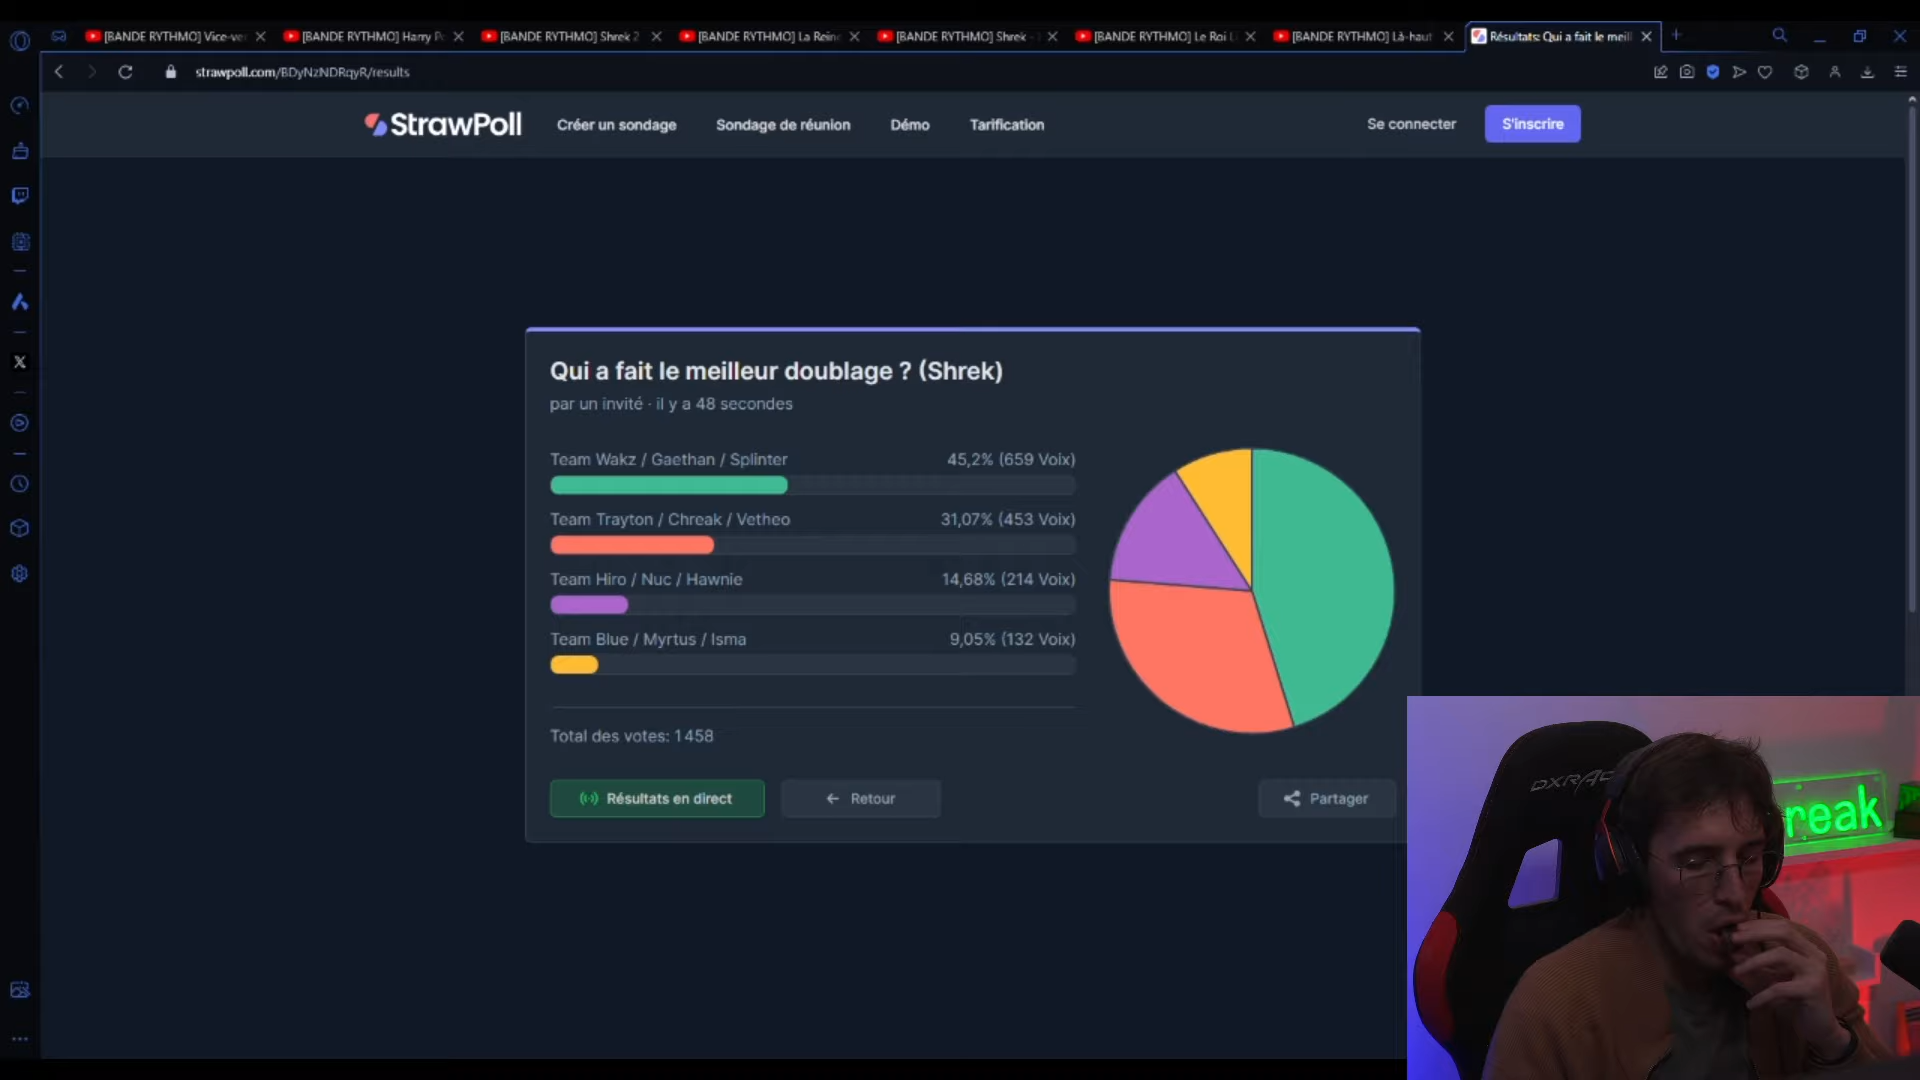 [BANDE RYTHMO] Vice-ve
[BANDE RYTHMO] Harry P
[BANDE RYTHMO] Shrek 2
[BANDE RYTHMO] La Reine
[BANDE RYTHMO] Shrek -
[BANDE RYTHMO] Le Roi L
[BANDE RYTHMO] Là-haut
Résultats: Qui a fait le meill
strawpoll.com/BDyNzNDRqyR/results
StrawPoll
Créer un sondage
Sondage de réunion
Démo
Tarification
Se connecter
S'inscrire
Qui a fait le meilleur doublage ? (Shrek)
par un invité · il y a 48 secondes
Team Wakz / Gaethan / Splinter 45,2% (659 Voix)
Team Trayton / Chreak / Vetheo 31,07% (453 Voix)
Team Hiro / Nuc / Hawnie 14,68% (214 Voix)
Team Blue / Myrtus / Isma 9,05% (132 Voix)
Total des votes: 1 458
Résultats en direct
Retour
Partager
DXRAC
reak